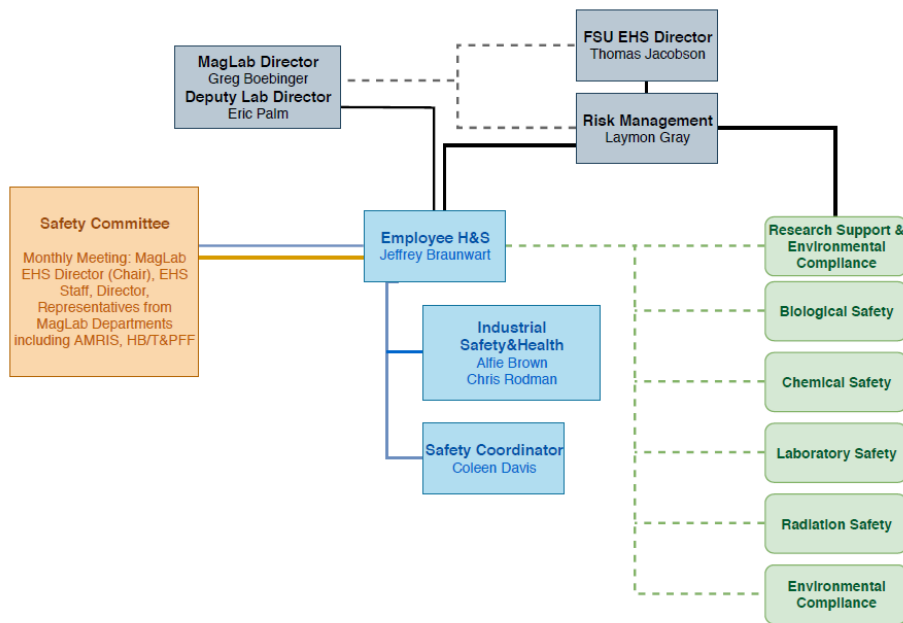 FSU EHS Director
Thomas Jacobson
MagLab Director
Greg Boebinger
Deputy Lab Director
Eric Palm
Risk Management
Laymon Gray
Safety Committee
Monthly Meeting: MagLab
EHS Director (Chair), EHS
Staff, Director,
Representatives from
MagLab Departments
including AMRIS, HB/T&PFF
Employee H&S
Jeffrey Braunwart
Industrial
Safety&Health
Alfie Brown
Chris Rodman
Safety Coordinator
Coleen Davis
Research Support &
Environmental
Compliance
Biological Safety
Chemical Safety
Laboratory Safety
Radiation Safety
Environmental
Compliance